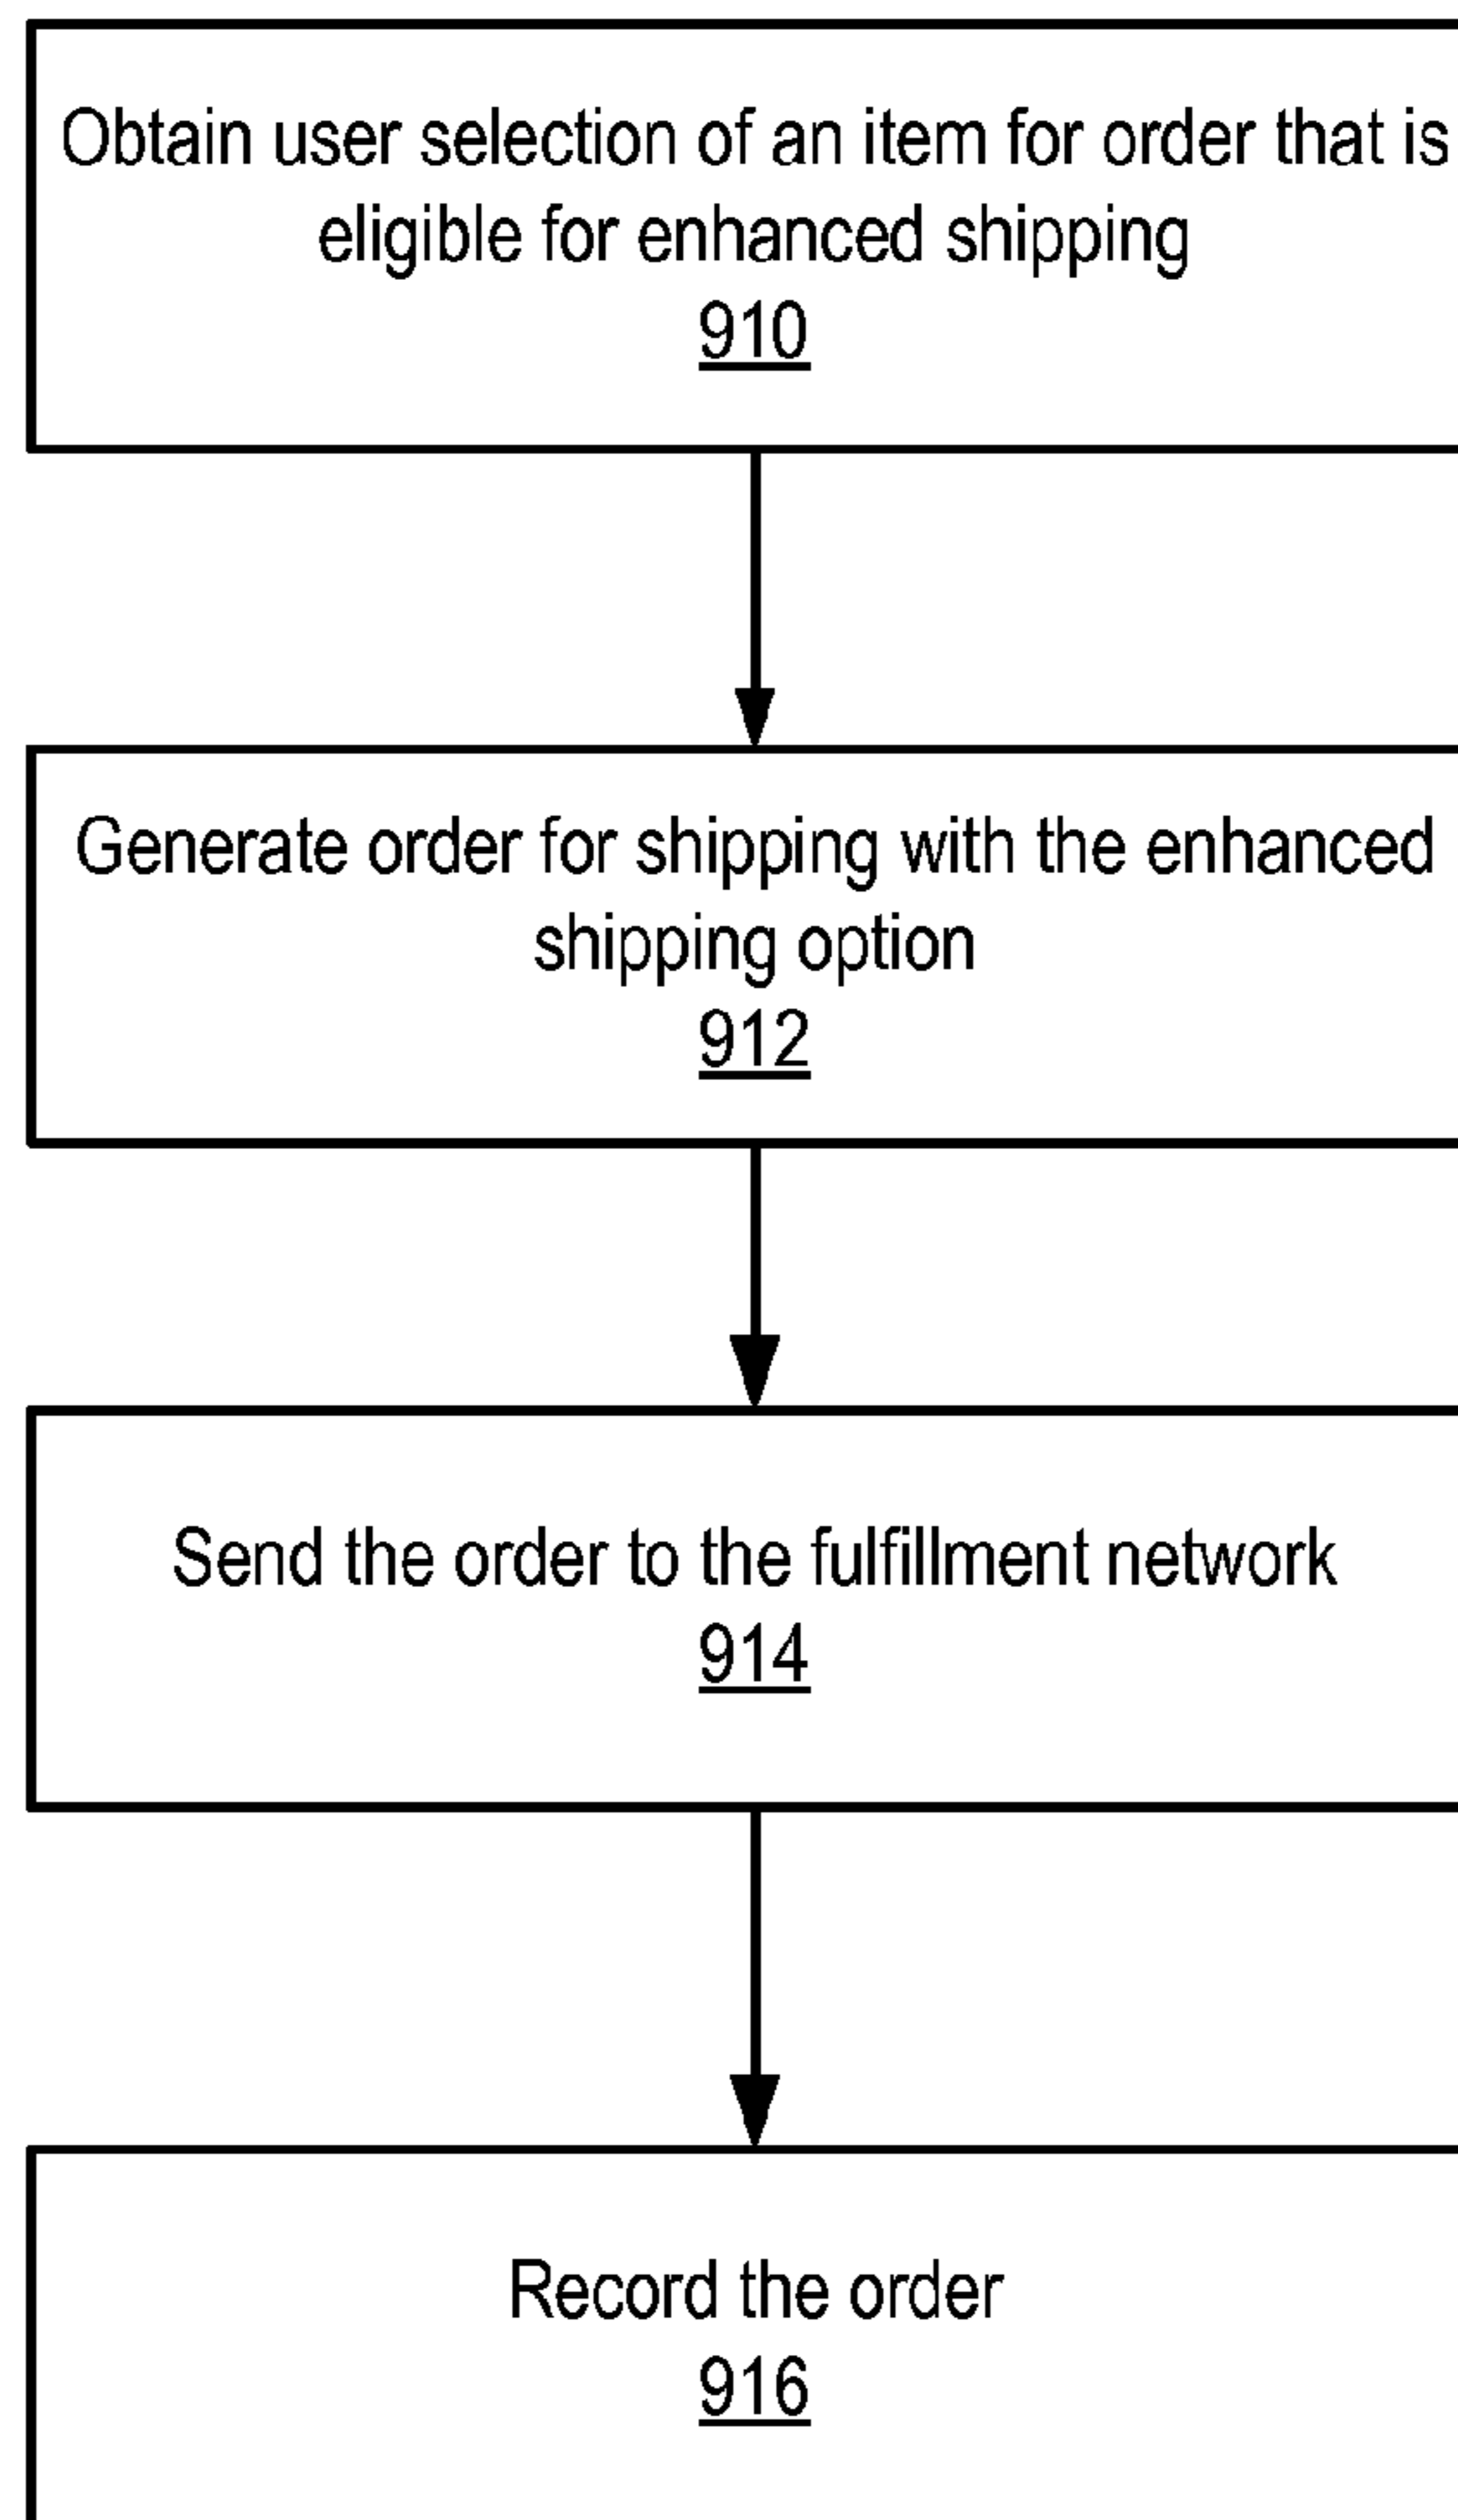 Obtain user selection of an item for order that is
eligible for enhanced shipping
910
Generate order for shipping with the enhanced
shipping option
912
Send the order to the fulfillment network
914
Record the order
916